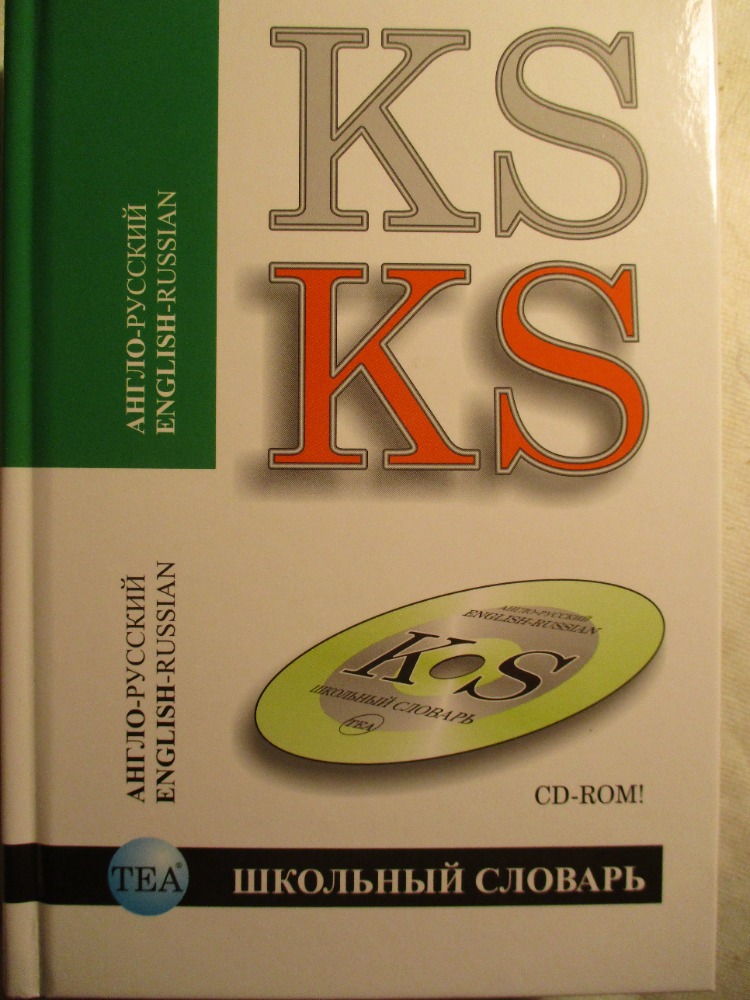 KS
KS
АНГЛО-РУССКИЙ
ENGLISH-RUSSIAN
АНГЛО-РУССКИЙ
ENGLISH-RUSSIAN
АНГЛО-РУССКИЙ
ENGLISH-RUSSIAN
K S
ШКОЛЬНЫЙ СЛОВАРЬ
TEA
CD-ROM!
TEA®
ШКОЛЬНЫЙ СЛОВАРЬ